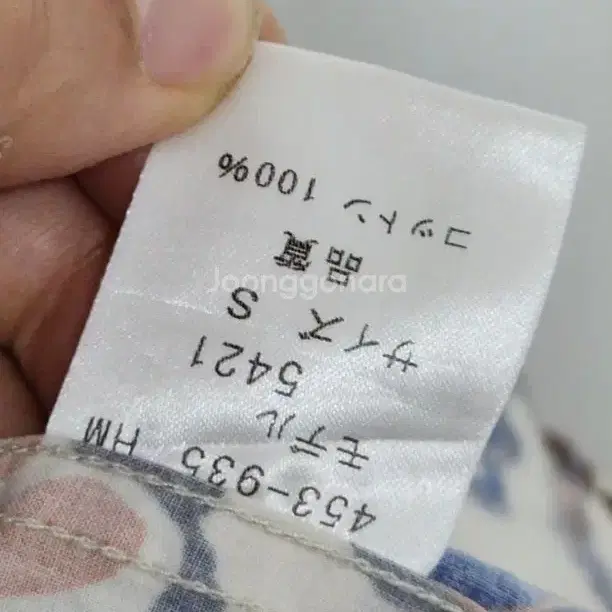 453-935 HM
モデル
5421
サイズ S
品質
コットン 100%
Joonggonara